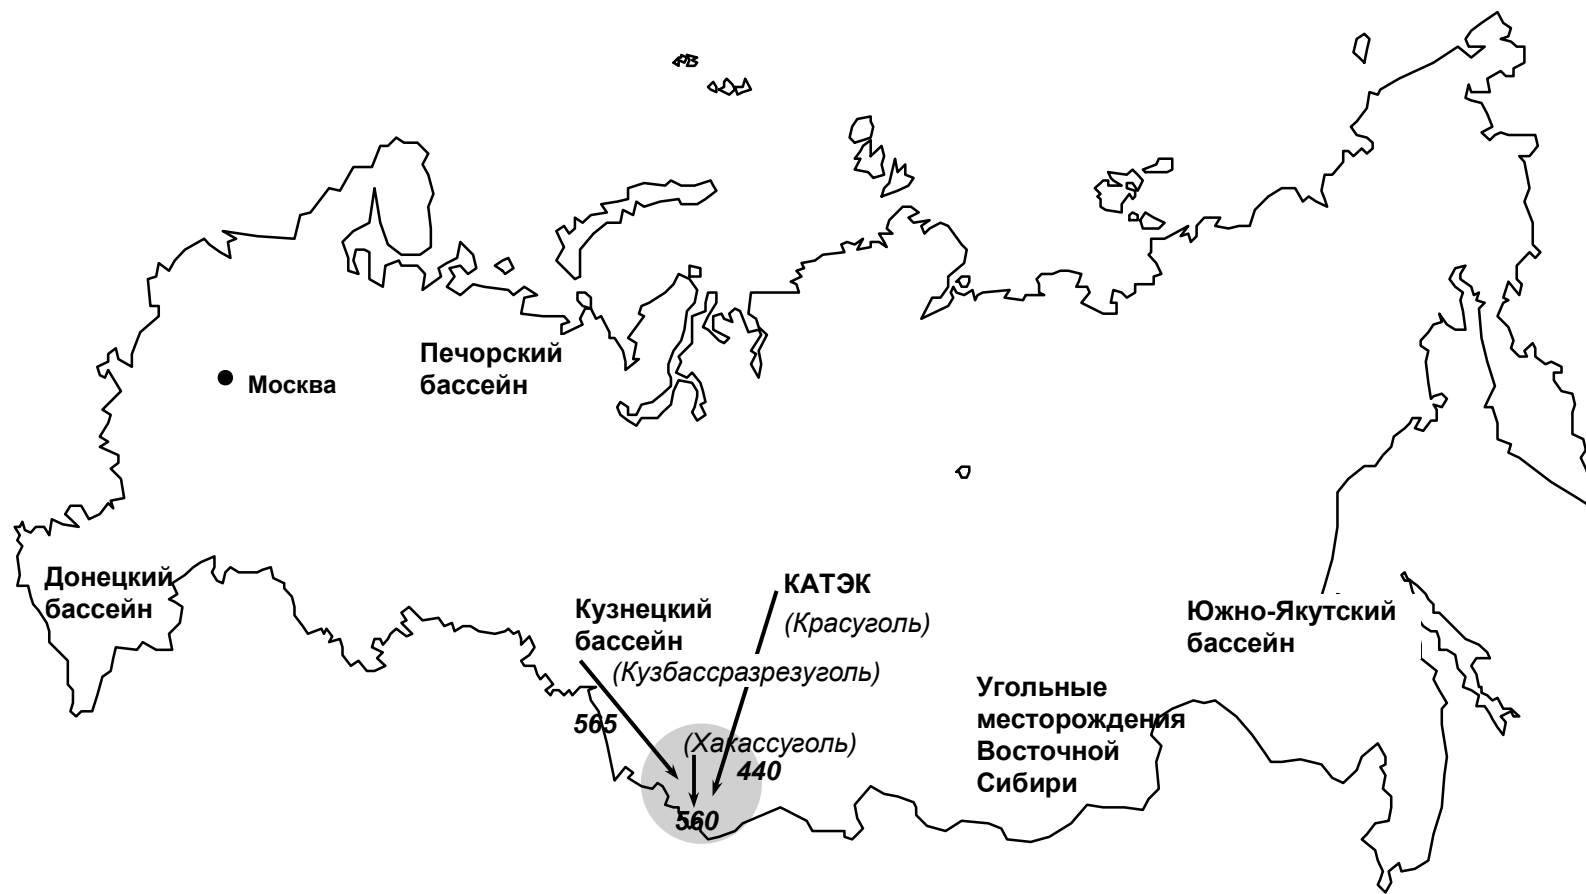 Печорский
бассейн
Москва
Донецкий
бассейн
КАТЭК
(Красуголь)
Кузнецкий
бассейн
(Кузбассразрезуголь)
565
(Хакассуголь)
440
560
Южно-Якутский
бассейн
Угольные
месторождения
Восточной
Сибири